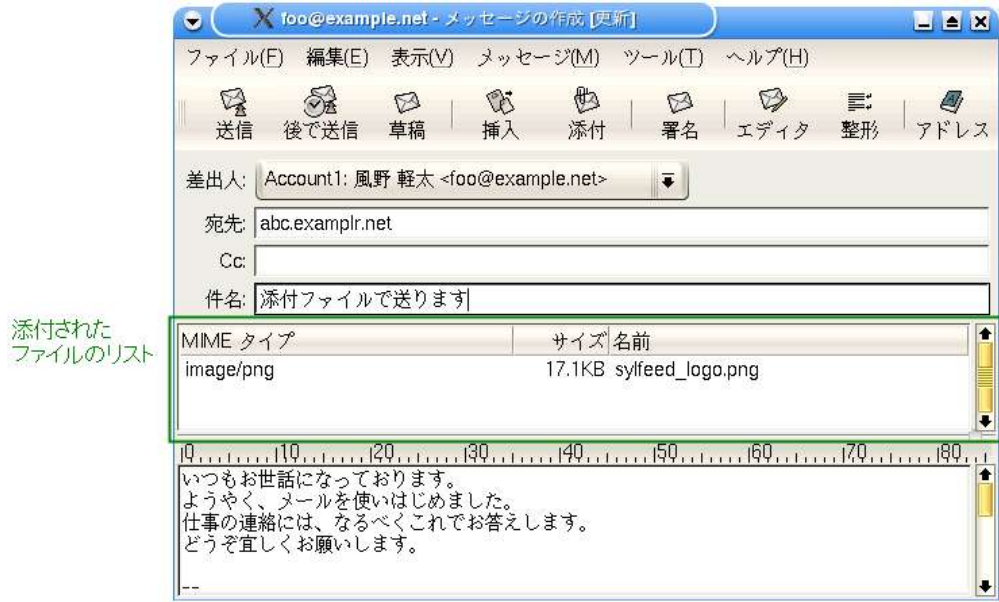 foo@example.net - メッセージの作成 [更新]
ファイル(F) 編集(E) 表示(V) メッセージ(M) ツール(T) ヘルプ(H)
送信 後で送信 草稿 挿入 添付 署名 エディタ 整形 アドレス
差出人: Account1: 風野 軽太 <foo@example.net>
宛先: abc.examplr.net
Cc:
件名: 添付ファイルで送ります
添付された
ファイルのリスト
MIME タイプ サイズ 名前
image/png 17.1KB sylfeed_logo.png
0 10 20 30 40 50 60 70 80
いつもお世話になっております。
ようやく、メールを使いはじめました。
仕事の連絡には、なるべくこれでお答えします。
どうぞ宜しくお願いします。
--